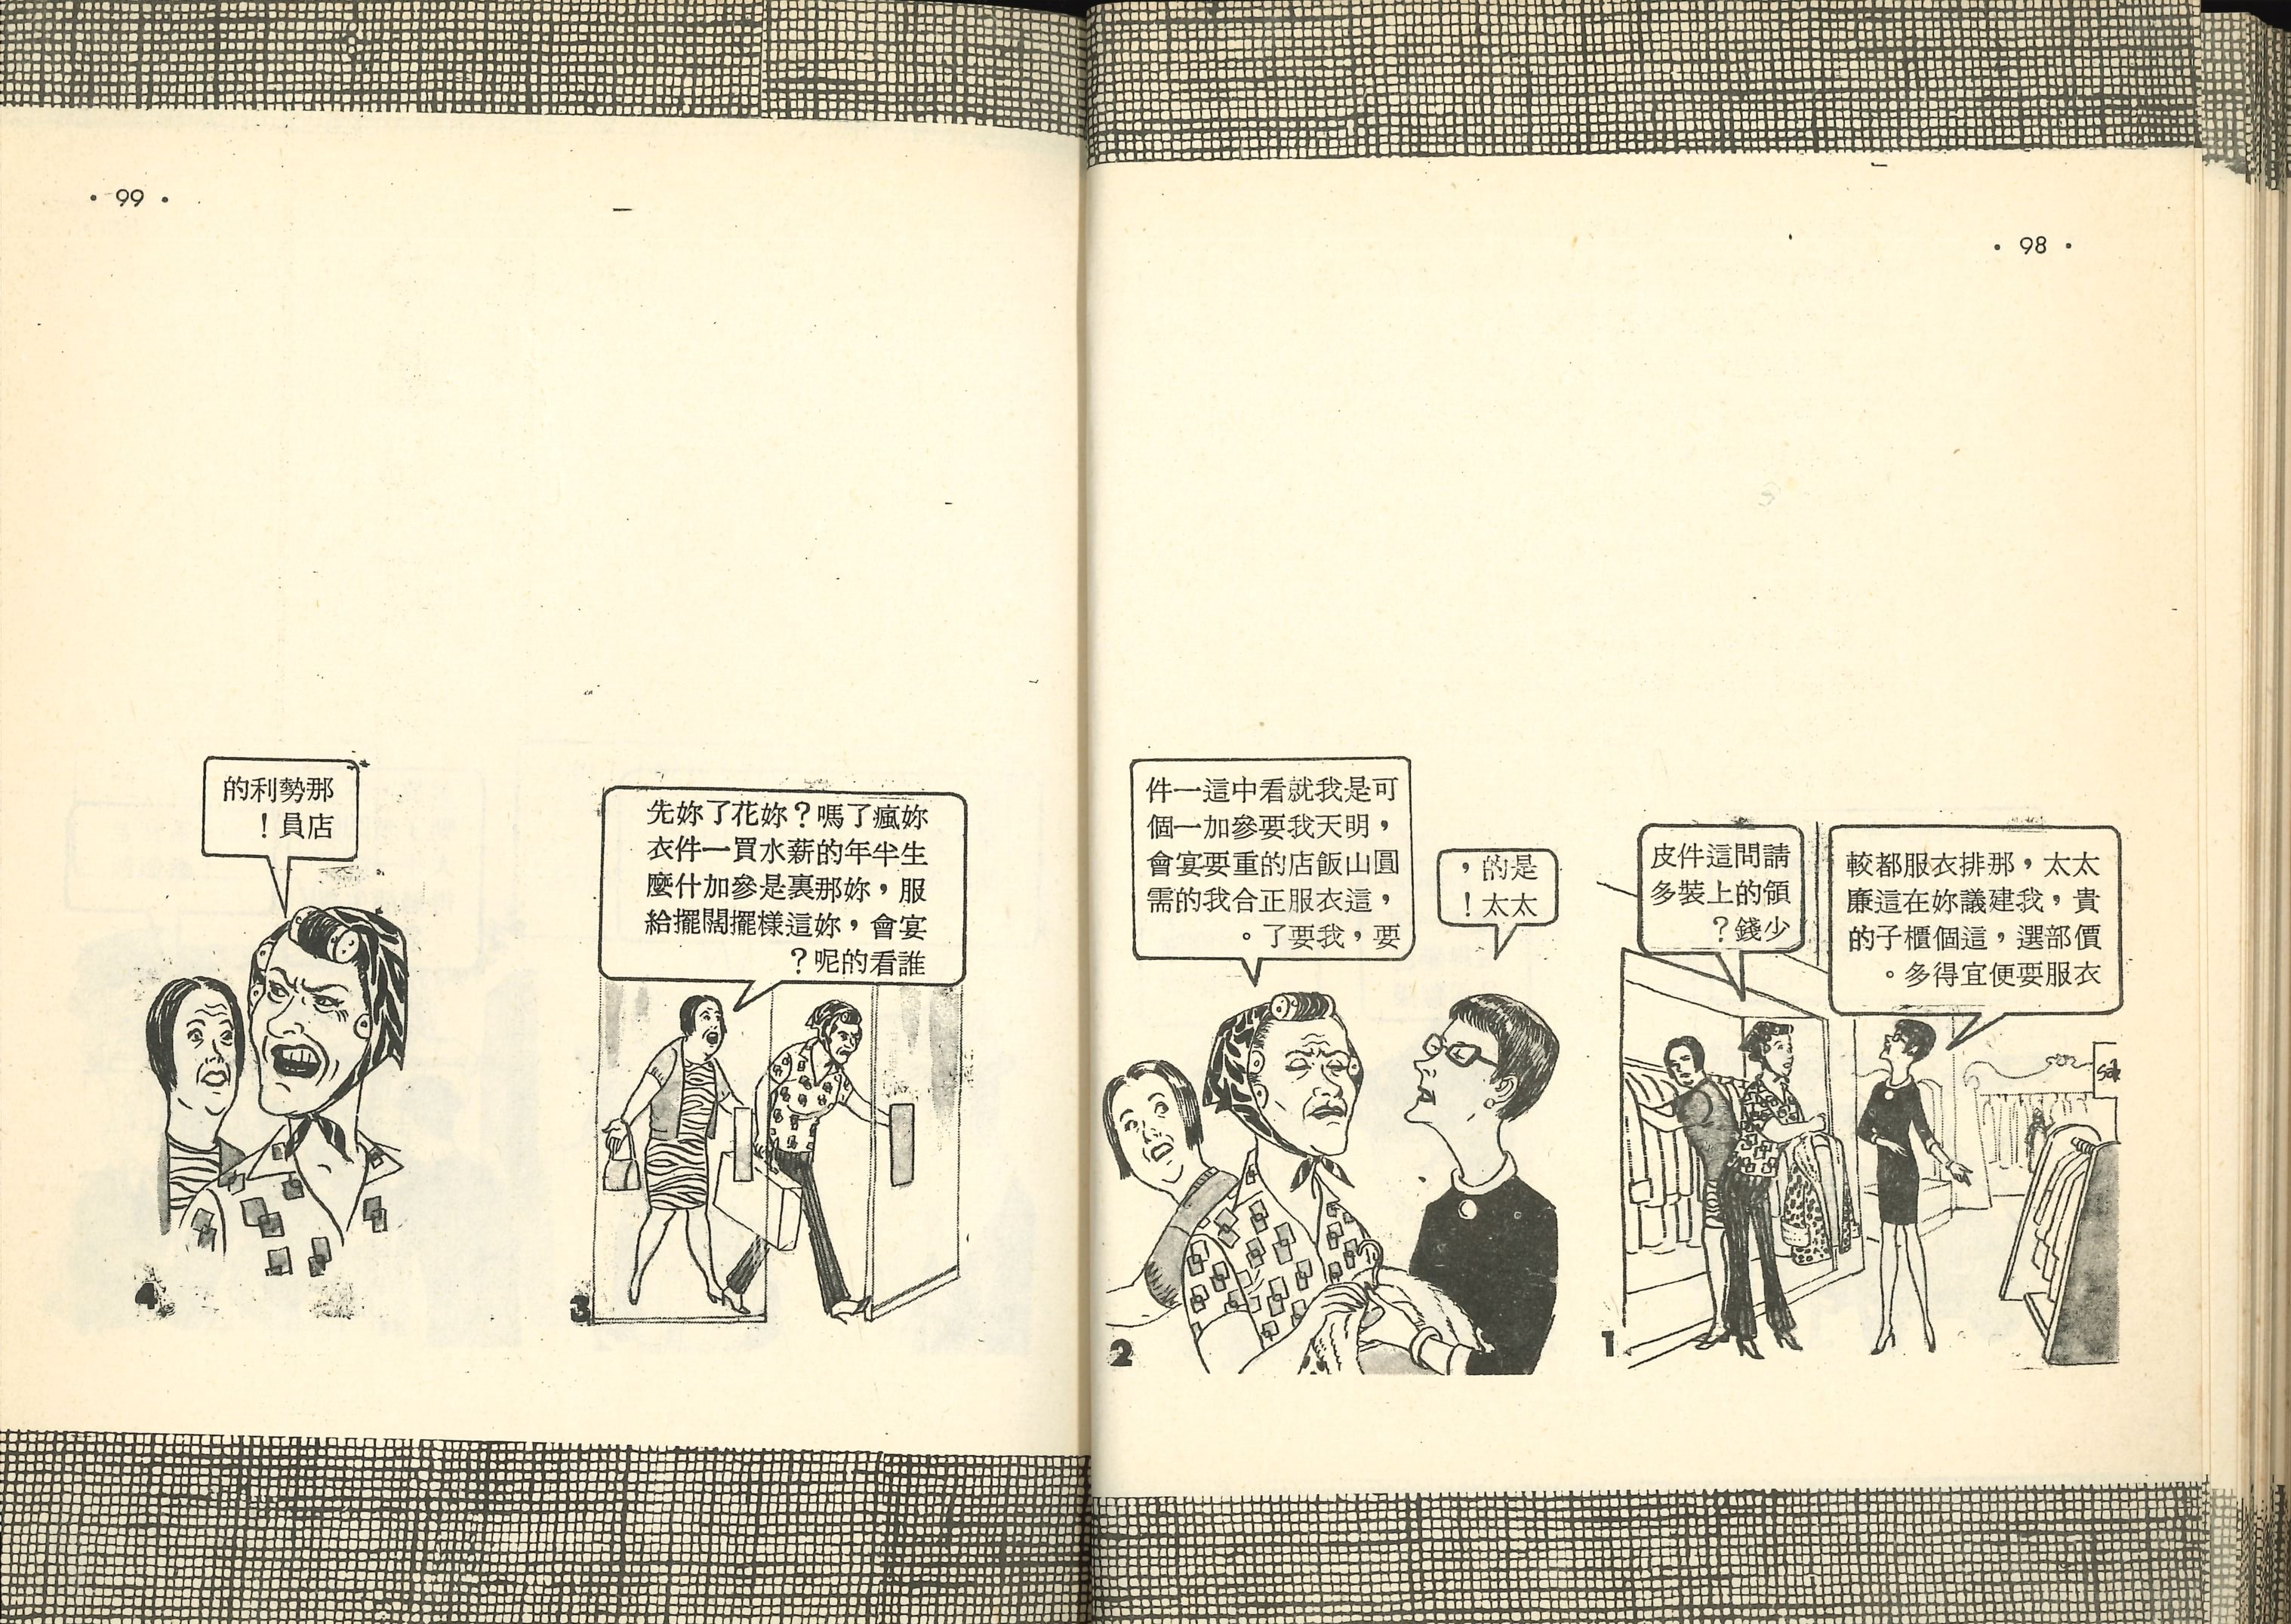 · 98 ·
太太,那排衣服都較
貴,我建議妳在這廉
價部選,這個櫃子的
衣服要便宜得多。
請問這件皮
領的上裝多
少錢?
1
是的,
太太!
可是我就看中這一件
,明天我要參加一個
圓山飯店的重要宴會
,這衣服正合我的需
要,我要了。
2
· 99 ·
妳瘋了嗎?妳花了妳先
生半年的薪水買一件衣
服,妳那裏是參加什麼
宴會,妳這樣擺闊擺給
誰看的呢?
3
那勢利的
店員!
4